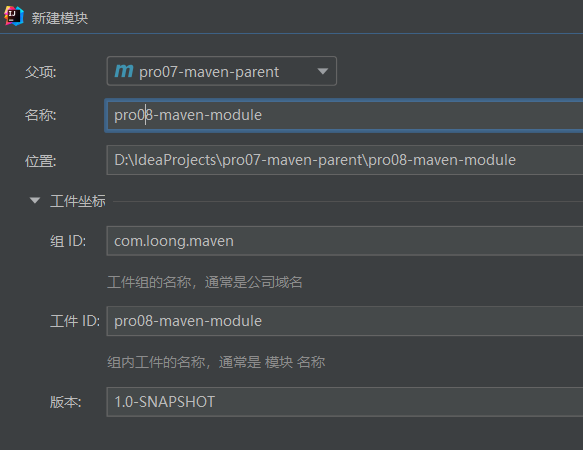 新建模块
父项: m pro07-maven-parent
名称: pro08-maven-module
位置: D:\IdeaProjects\pro07-maven-parent\pro08-maven-module
工件坐标
组 ID: com.loong.maven
工件组的名称，通常是公司域名
工件 ID: pro08-maven-module
组内工件的名称，通常是 模块 名称
版本: 1.0-SNAPSHOT